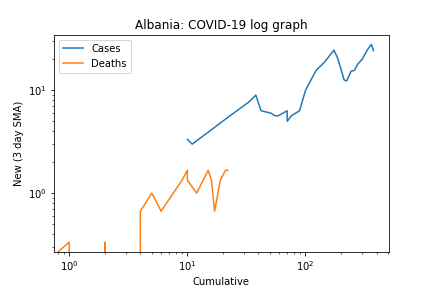 Albania: COVID-19 log graph
Cases
Deaths
New (3 day SMA)
10¹
10⁰
10⁰
10¹
10²
Cumulative